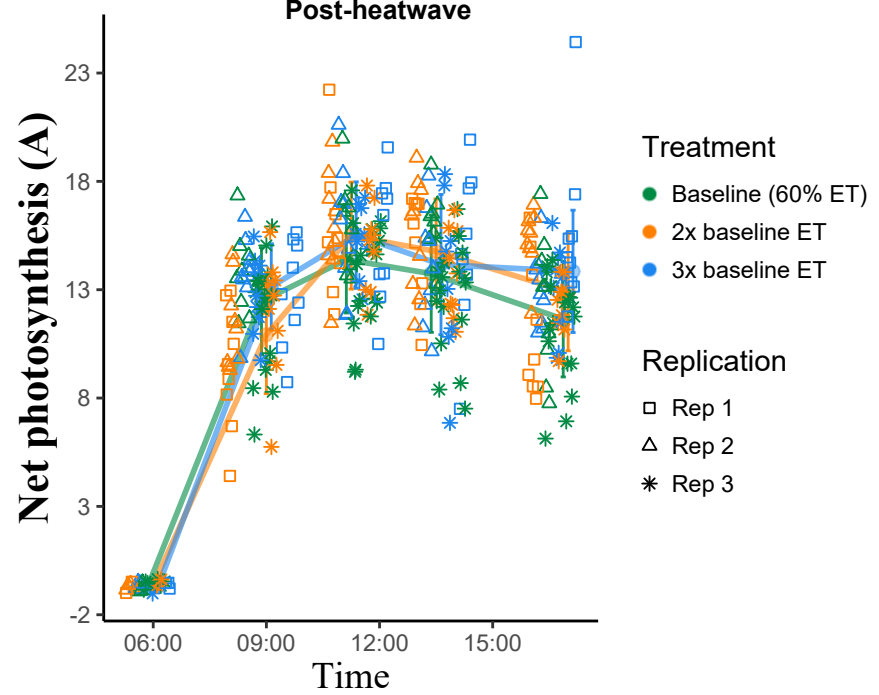 Post-heatwave
Net photosynthesis (A)
23
18
13
8
3
-2
06:00 09:00 12:00 15:00
Time
Treatment
Baseline (60% ET)
2x baseline ET
3x baseline ET
Replication
Rep 1
Rep 2
Rep 3